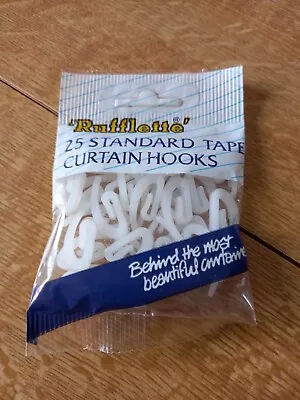 'Rufflette'®
25 STANDARD TAPE
CURTAIN HOOKS
Behind the most
beautiful curtains